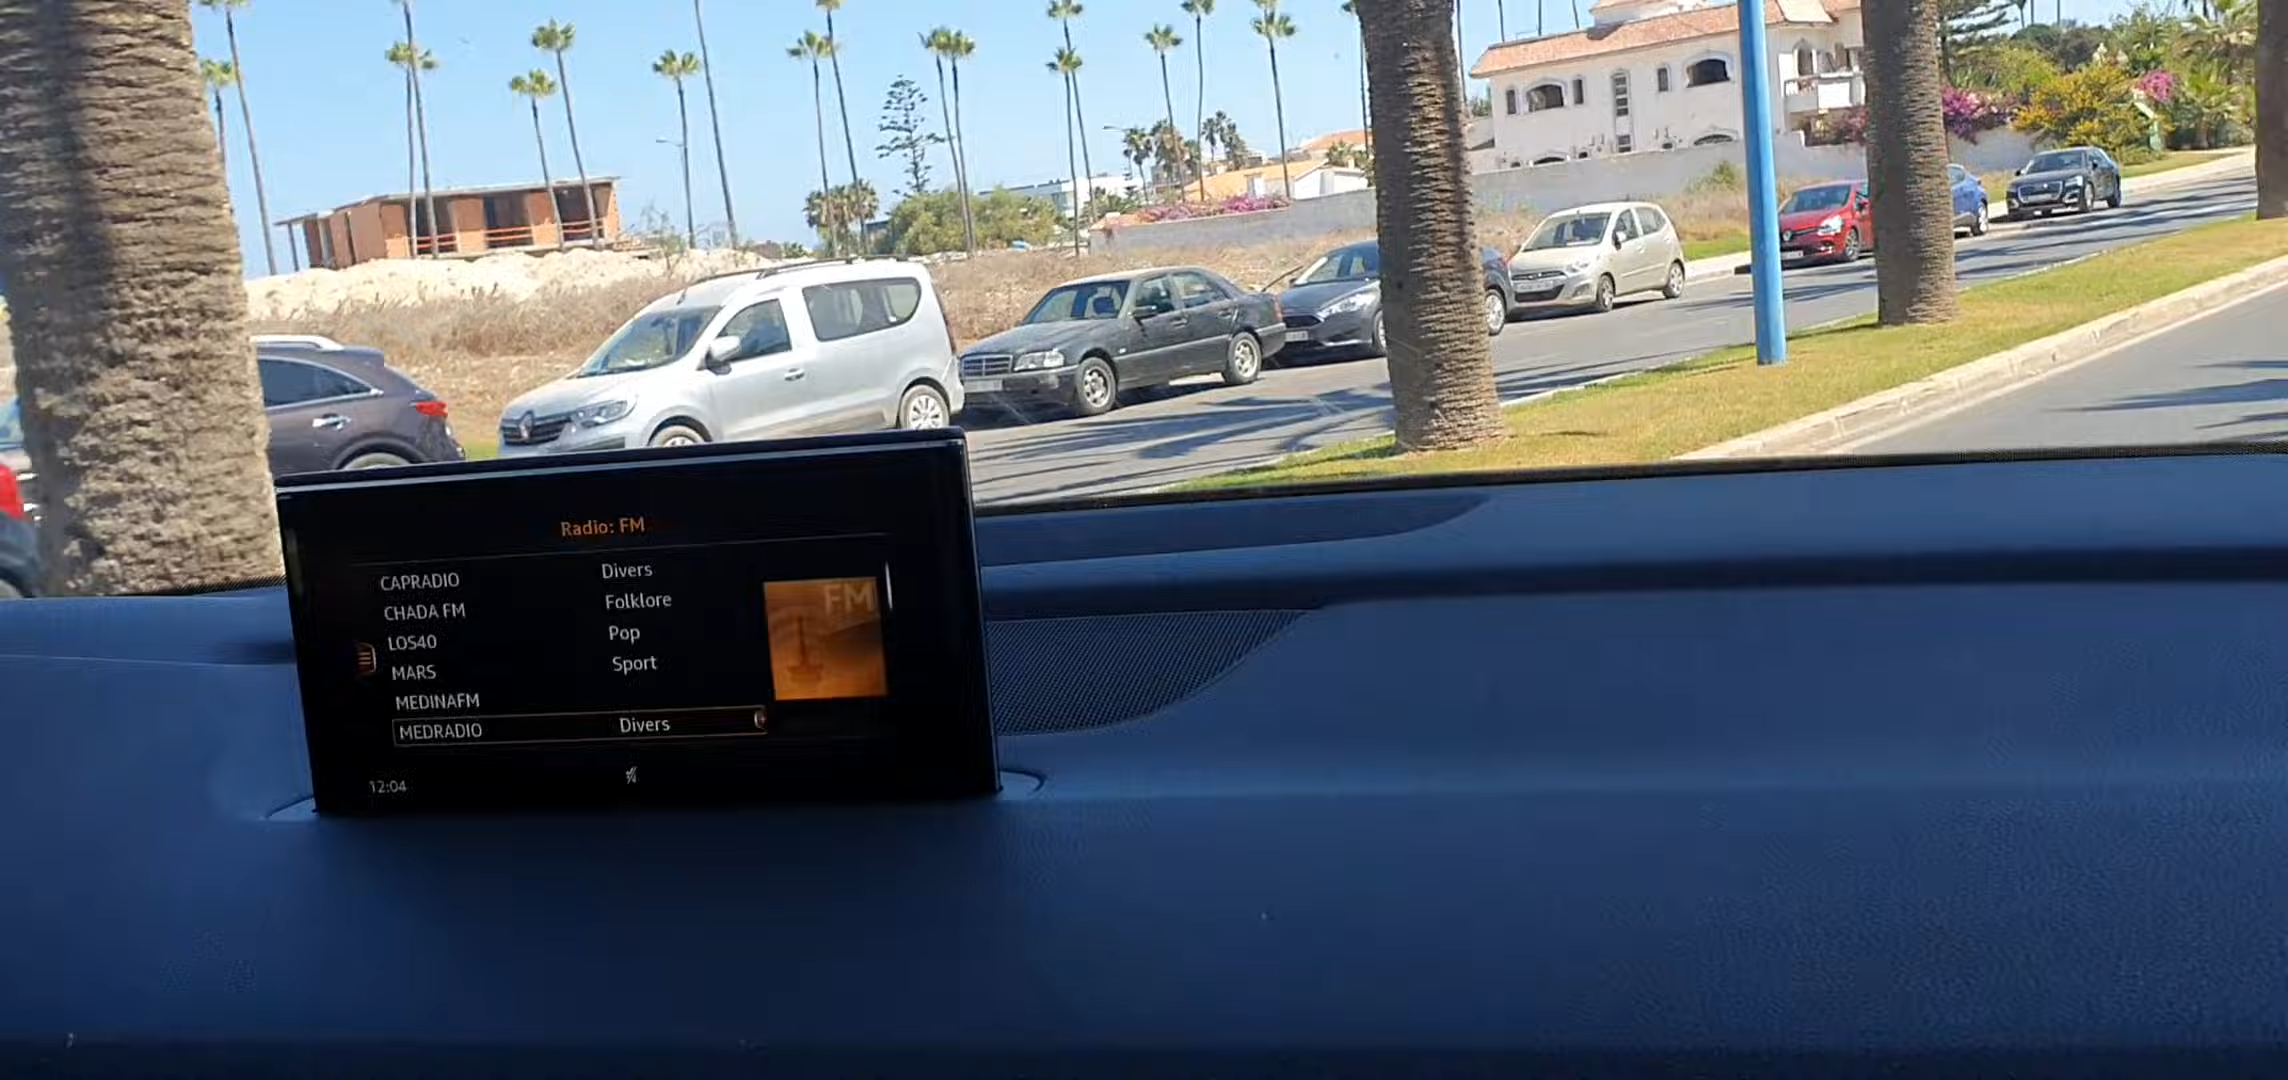 Radio: FM
CAPRADIO Divers
CHADA FM Folklore
LOS40 Pop
MARS Sport
MEDINAFM
MEDRADIO Divers
FM
12:04